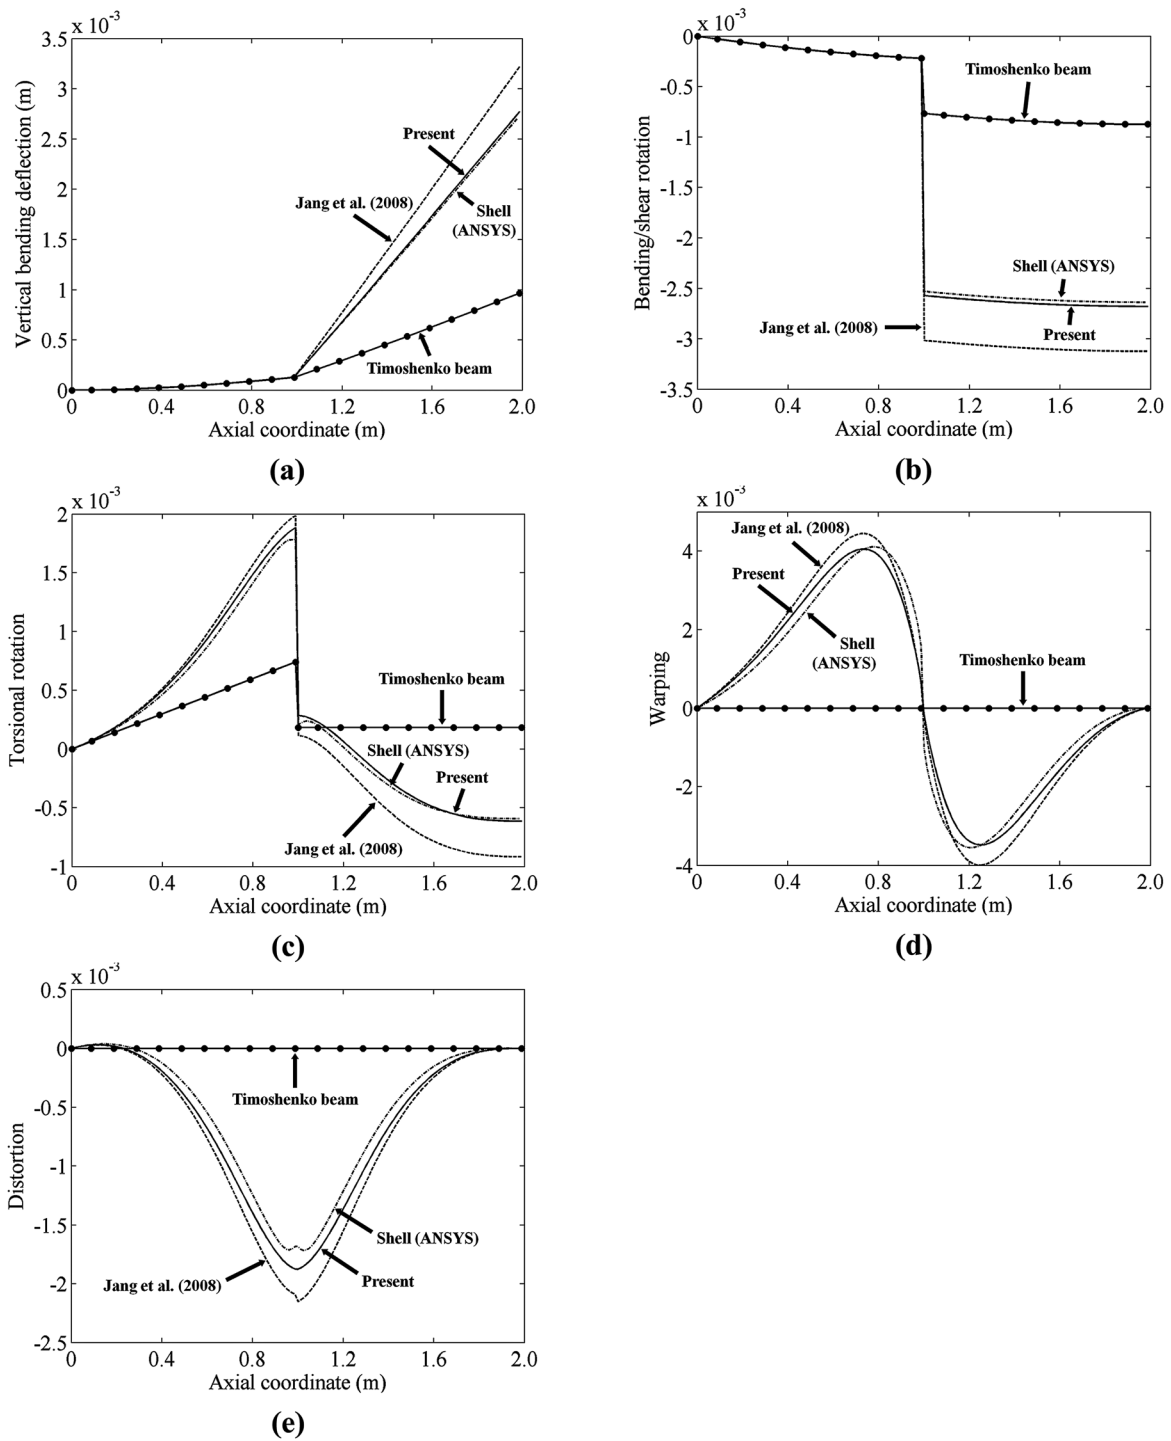 x 10⁻³
3.5
3
2.5
2
1.5
1
0.5
0
Vertical bending deflection (m)
Present
Jang et al. (2008)
Shell
(ANSYS)
Timoshenko beam
0 0.4 0.8 1.2 1.6 2.0
Axial coordinate (m)
(a)
x 10⁻³
0
-0.5
-1
-1.5
-2
-2.5
-3
-3.5
Bending/shear rotation
Timoshenko beam
Shell (ANSYS)
Jang et al. (2008)
Present
0 0.4 0.8 1.2 1.6 2.0
Axial coordinate (m)
(b)
x 10⁻³
2
1.5
1
0.5
0
-0.5
-1
Torsional rotation
Timoshenko beam
Shell (ANSYS)
Present
Jang et al. (2008)
0 0.4 0.8 1.2 1.6 2.0
Axial coordinate (m)
(c)
x 10⁻³
4
2
0
-2
-4
Warping
Jang et al. (2008)
Present
Shell
(ANSYS)
Timoshenko beam
0 0.4 0.8 1.2 1.6 2.0
Axial coordinate (m)
(d)
x 10⁻³
0.5
0
-0.5
-1
-1.5
-2
-2.5
Distortion
Timoshenko beam
Shell (ANSYS)
Jang et al. (2008)
Present
0 0.4 0.8 1.2 1.6 2.0
Axial coordinate (m)
(e)